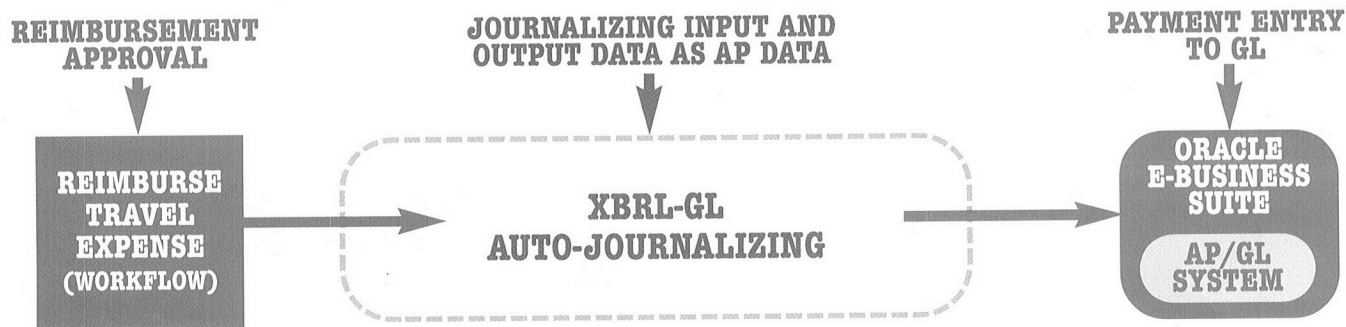 REIMBURSEMENT
APPROVAL
JOURNALIZING INPUT AND
OUTPUT DATA AS AP DATA
PAYMENT ENTRY
TO GL
REIMBURSE
TRAVEL
EXPENSE
(WORKFLOW)
XBRL-GL
AUTO-JOURNALIZING
ORACLE
E-BUSINESS
SUITE
AP/GL
SYSTEM